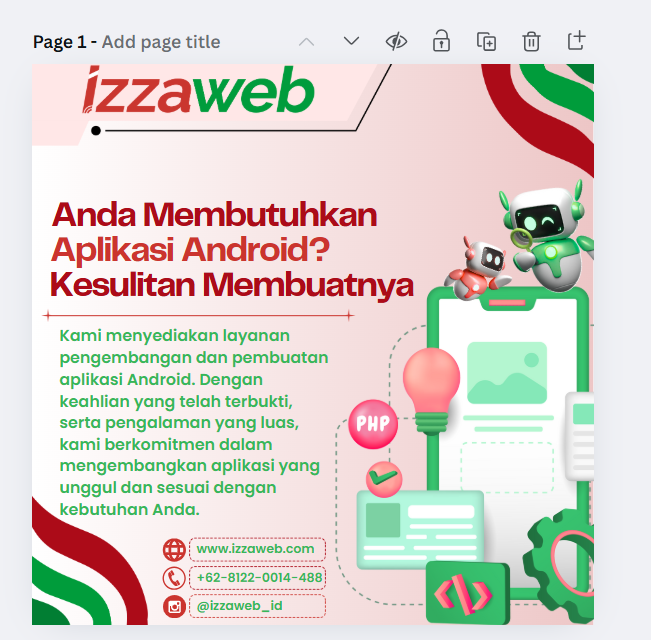 Page 1 - Add page title
izzaweb
Anda Membutuhkan
Aplikasi Android?
Kesulitan Membuatnya
Kami menyediakan layanan
pengembangan dan pembuatan
aplikasi Android. Dengan
keahlian yang telah terbukti,
serta pengalaman yang luas,
kami berkomitmen dalam
mengembangkan aplikasi yang
unggul dan sesuai dengan
kebutuhan Anda.
PHP
</>
www.izzaweb.com
+62-8122-0014-488
@izzaweb_id